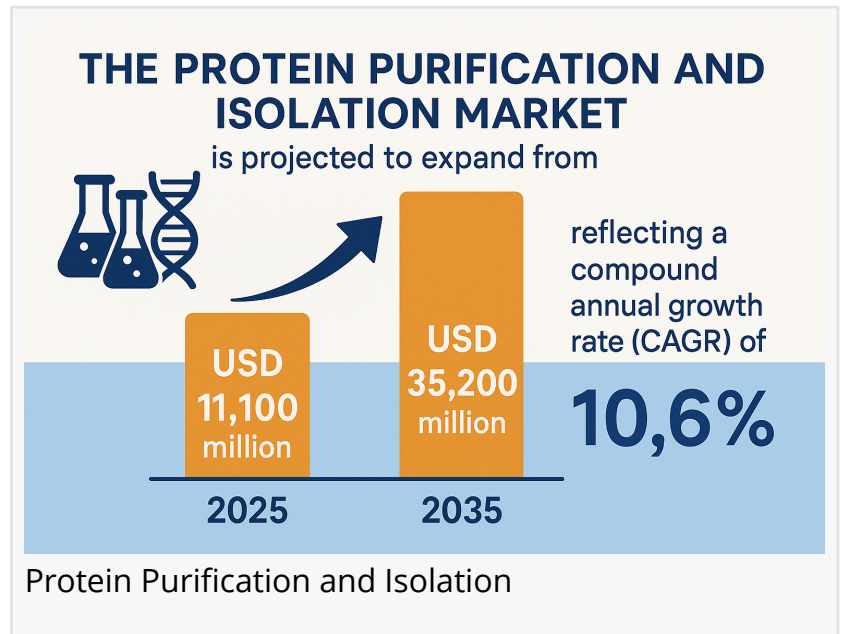 THE PROTEIN PURIFICATION AND
ISOLATION MARKET
is projected to expand from
USD
11,100
million
2025
USD
35,200
million
2035
reflecting a
compound
annual growth
rate (CAGR) of
10,6%
Protein Purification and Isolation